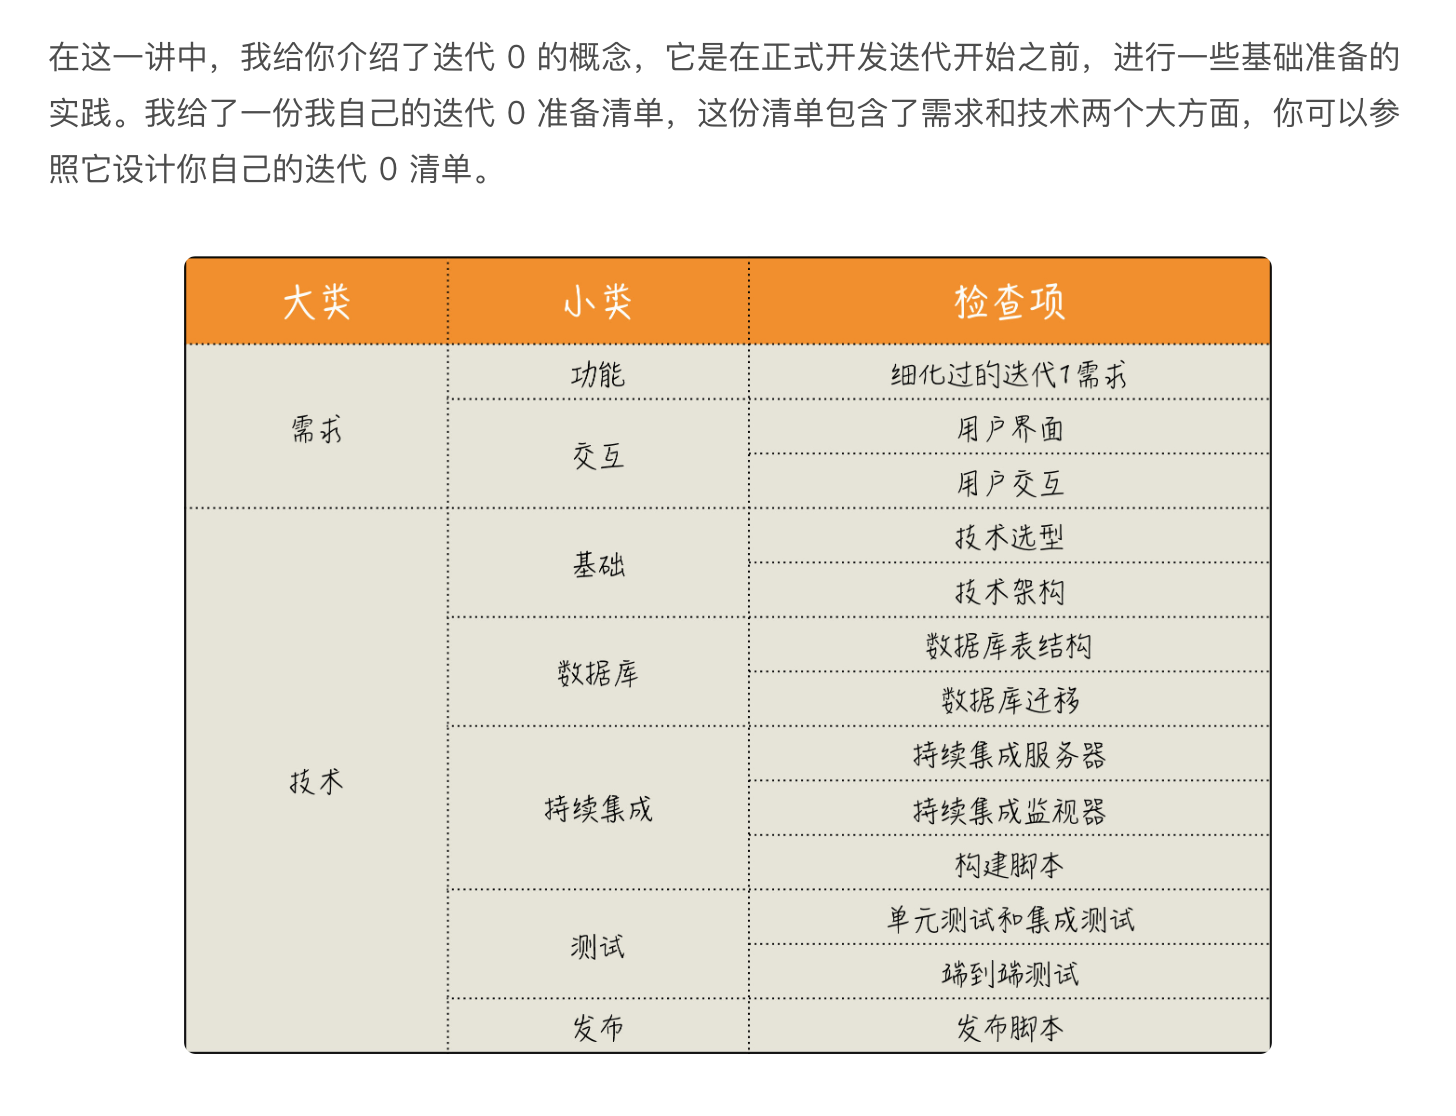 在这一讲中，我给你介绍了迭代 0 的概念，它是在正式开发迭代开始之前，进行一些基础准备的
实践。我给了一份我自己的迭代 0 准备清单，这份清单包含了需求和技术两个大方面，你可以参
照它设计你自己的迭代 0 清单。
大类 小类 检查项
需求
功能
细化过的迭代1需求
交互
用户界面
用户交互
技术
基础
技术选型
技术架构
数据库
数据库表结构
数据库迁移
持续集成
持续集成服务器
持续集成监视器
构建脚本
测试
单元测试和集成测试
端到端测试
发布
发布脚本